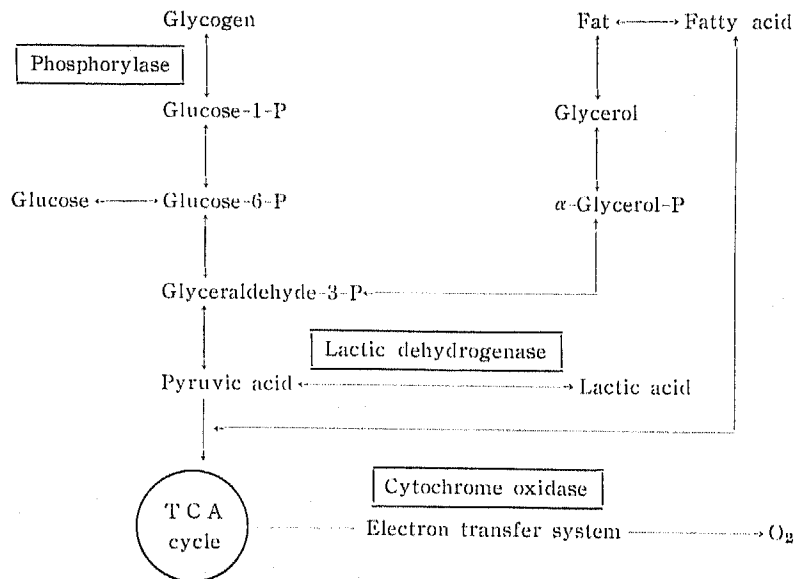 Glycogen
Fat
Fatty acid
Phosphorylase
Glucose-1-P
Glycerol
Glucose
Glucose-6-P
α-Glycerol-P
Glyceraldehyde-3-P
Lactic dehydrogenase
Pyruvic acid
Lactic acid
Cytochrome oxidase
TCA
cycle
Electron transfer system
O₂